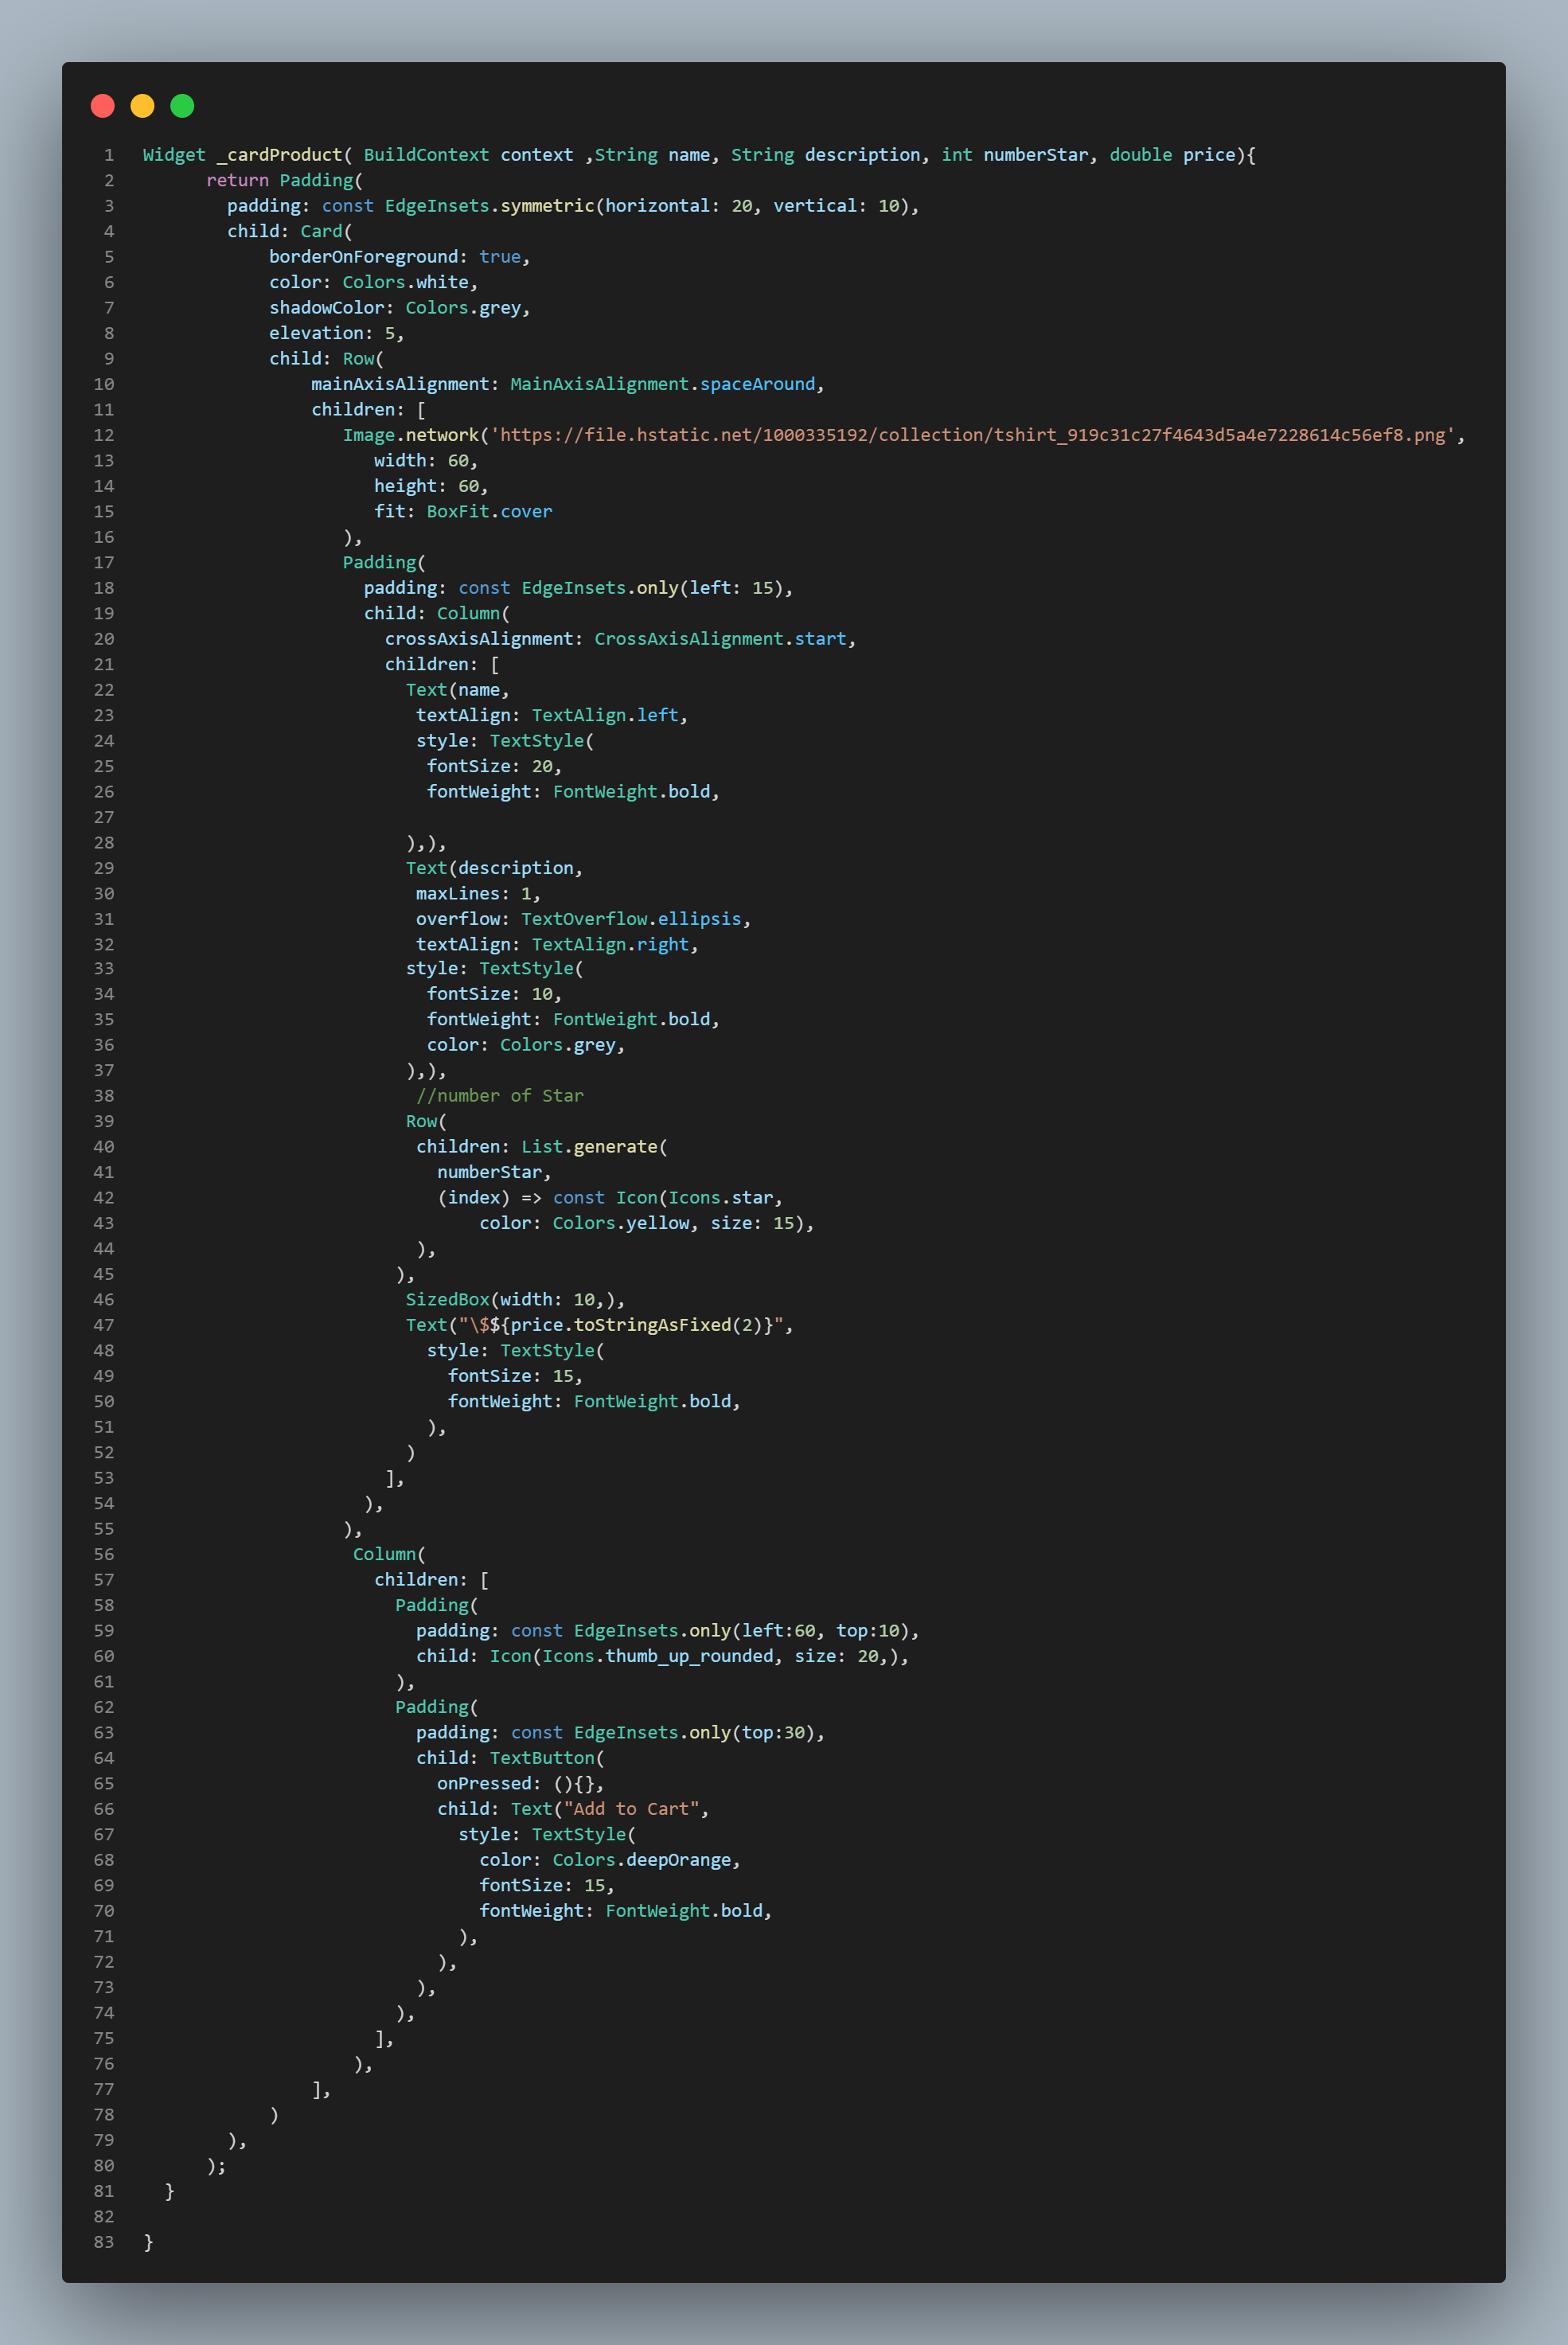 1 Widget _cardProduct( BuildContext context ,String name, String description, int numberStar, double price){
2 return Padding(
3 padding: const EdgeInsets.symmetric(horizontal: 20, vertical: 10),
4 child: Card(
5 borderOnForeground: true,
6 color: Colors.white,
7 shadowColor: Colors.grey,
8 elevation: 5,
9 child: Row(
10 mainAxisAlignment: MainAxisAlignment.spaceAround,
11 children: [
12 Image.network('https://file.hstatic.net/1000335192/collection/tshirt_919c31c27f4643d5a4e7228614c56ef8.png',
13 width: 60,
14 height: 60,
15 fit: BoxFit.cover
16 ),
17 Padding(
18 padding: const EdgeInsets.only(left: 15),
19 child: Column(
20 crossAxisAlignment: CrossAxisAlignment.start,
21 children: [
22 Text(name,
23 textAlign: TextAlign.left,
24 style: TextStyle(
25 fontSize: 20,
26 fontWeight: FontWeight.bold,
27
28 ),),
29 Text(description,
30 maxLines: 1,
31 overflow: TextOverflow.ellipsis,
32 textAlign: TextAlign.right,
33 style: TextStyle(
34 fontSize: 10,
35 fontWeight: FontWeight.bold,
36 color: Colors.grey,
37 ),),
38 //number of Star
39 Row(
40 children: List.generate(
41 numberStar,
42 (index) => const Icon(Icons.star,
43 color: Colors.yellow, size: 15),
44 ),
45 ),
46 SizedBox(width: 10,),
47 Text("\$${price.toStringAsFixed(2)}",
48 style: TextStyle(
49 fontSize: 15,
50 fontWeight: FontWeight.bold,
51 ),
52 )
53 ],
54 ),
55 ),
56 Column(
57 children: [
58 Padding(
59 padding: const EdgeInsets.only(left:60, top:10),
60 child: Icon(Icons.thumb_up_rounded, size: 20,),
61 ),
62 Padding(
63 padding: const EdgeInsets.only(top:30),
64 child: TextButton(
65 onPressed: (){},
66 child: Text("Add to Cart",
67 style: TextStyle(
68 color: Colors.deepOrange,
69 fontSize: 15,
70 fontWeight: FontWeight.bold,
71 ),
72 ),
73 ),
74 ),
75 ],
76 ),
77 ],
78 )
79 ),
80 );
81 }
82
83 }